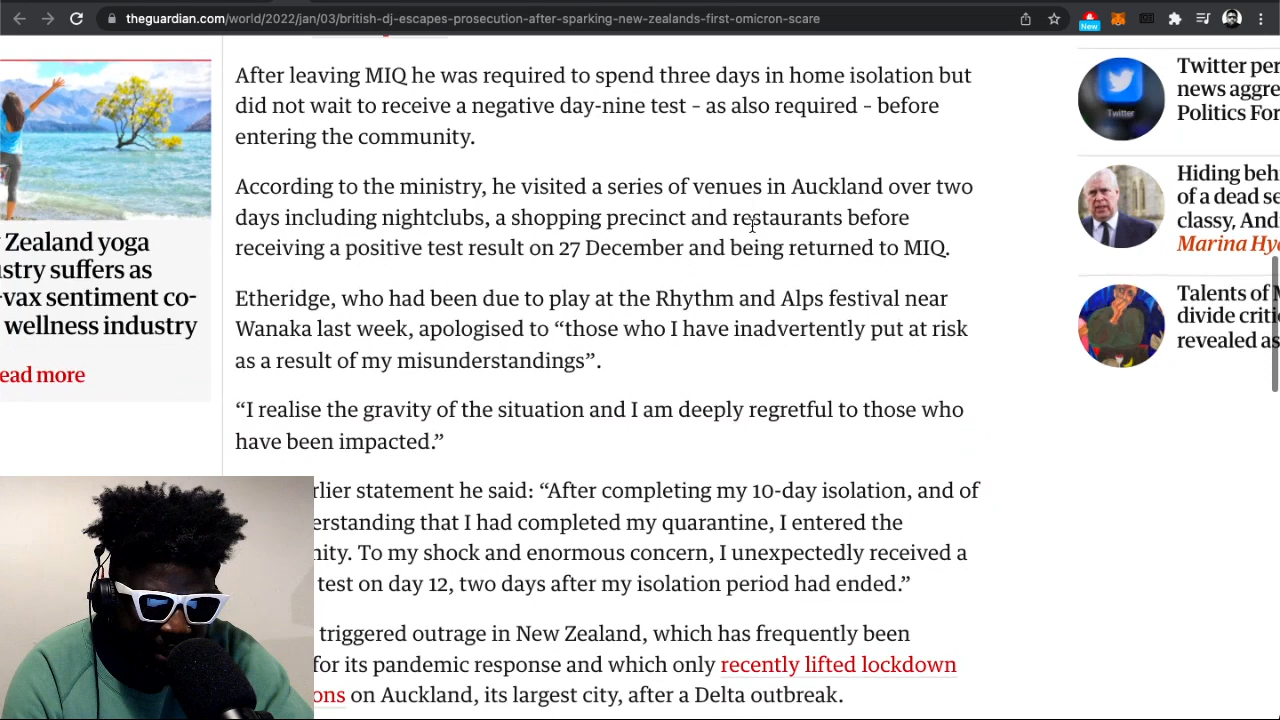 theguardian.com/world/2022/jan/03/british-dj-escapes-prosecution-after-sparking-new-zealands-first-omicron-scare
New
After leaving MIQ he was required to spend three days in home isolation but
did not wait to receive a negative day-nine test – as also required – before
entering the community.
According to the ministry, he visited a series of venues in Auckland over two
days including nightclubs, a shopping precinct and restaurants before
receiving a positive test result on 27 December and being returned to MIQ.
Etheridge, who had been due to play at the Rhythm and Alps festival near
Wanaka last week, apologised to “those who I have inadvertently put at risk
as a result of my misunderstandings”.
“I realise the gravity of the situation and I am deeply regretful to those who
have been impacted.”
rlier statement he said: “After completing my 10-day isolation, and of
erstanding that I had completed my quarantine, I entered the
nity. To my shock and enormous concern, I unexpectedly received a
test on day 12, two days after my isolation period had ended.”
triggered outrage in New Zealand, which has frequently been
for its pandemic response and which only recently lifted lockdown
ons on Auckland, its largest city, after a Delta outbreak.
Zealand yoga
stry suffers as
-vax sentiment co-
wellness industry
ead more
Twitter
Twitter per
news aggre
Politics For
Hiding beh
of a dead se
classy, And
Marina Hy
Talents of
divide criti
revealed as